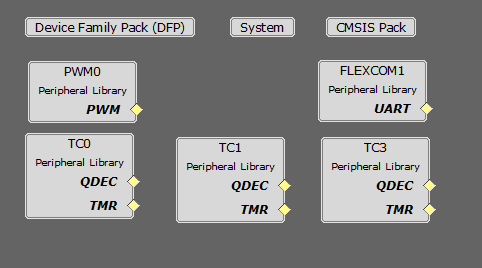 Device Family Pack (DFP)
System
CMSIS Pack
PWM0
Peripheral Library
PWM
FLEXCOM1
Peripheral Library
UART
TC0
Peripheral Library
QDEC
TMR
TC1
Peripheral Library
QDEC
TMR
TC3
Peripheral Library
QDEC
TMR